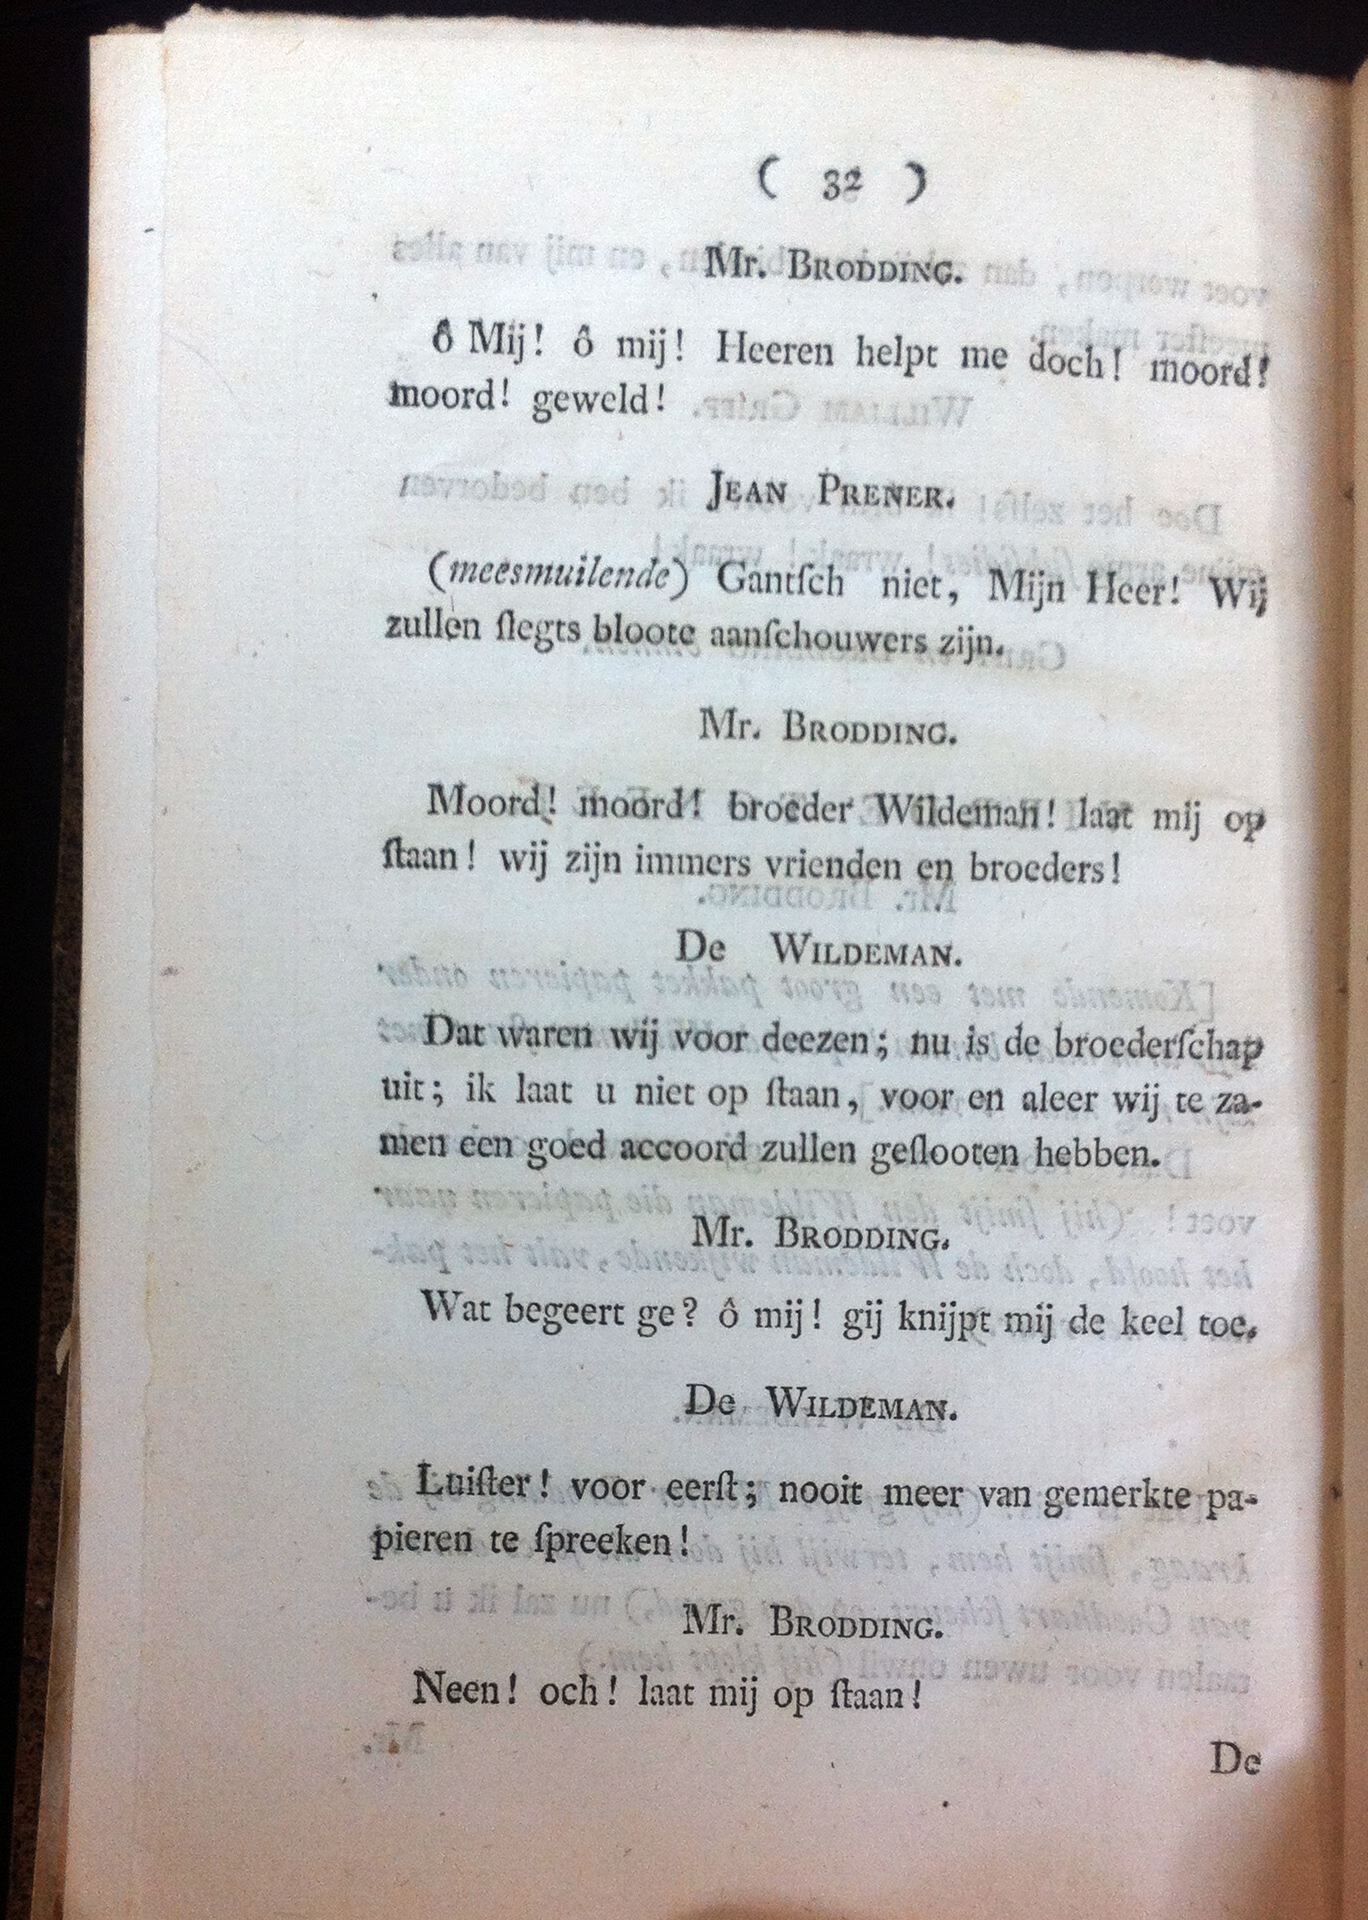 ( 32 )
Mr. BRODDING.
ô Mij! ô mij! Heeren helpt me doch! moord!
moord! geweld!
JEAN PRENER.
(meesmuilende) Gantſch niet, Mijn Heer! Wij
zullen ſlegts bloote aanſchouwers zijn.
Mr. BRODDING.
Moord! moord! broeder Wildeman! laat mij op
ſtaan! wij zijn immers vrienden en broeders!
De WILDEMAN.
Dat waren wij voor deezen; nu is de broederſchap
uit; ik laat u niet op ſtaan, voor en aleer wij te za-
men een goed accoord zullen geſlooten hebben.
Mr. BRODDING.
Wat begeert ge? ô mij! gij knijpt mij de keel toe.
De WILDEMAN.
Luiſter! voor eerſt; nooit meer van gemerkte pa-
pieren te ſpreeken!
Mr. BRODDING.
Neen! och! laat mij op ſtaan!
De